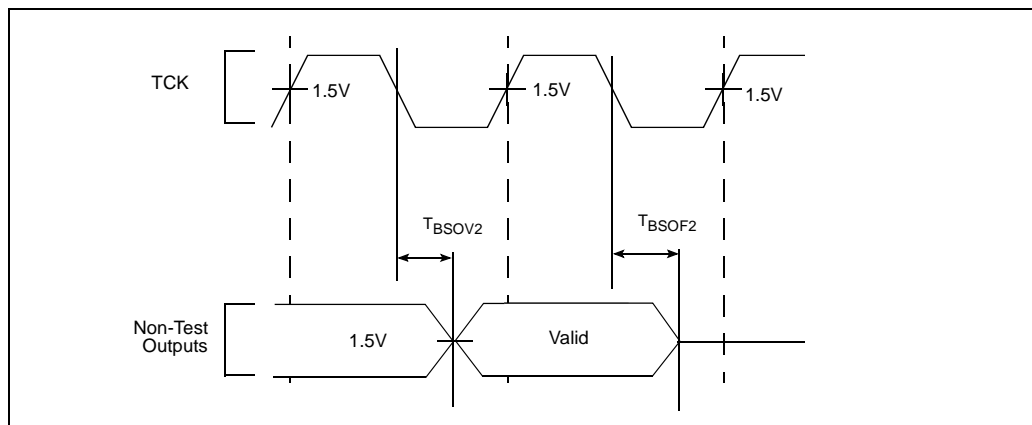 TCK
1.5V
1.5V
1.5V
TBSOV2
TBSOF2
Non-Test
Outputs
1.5V
Valid